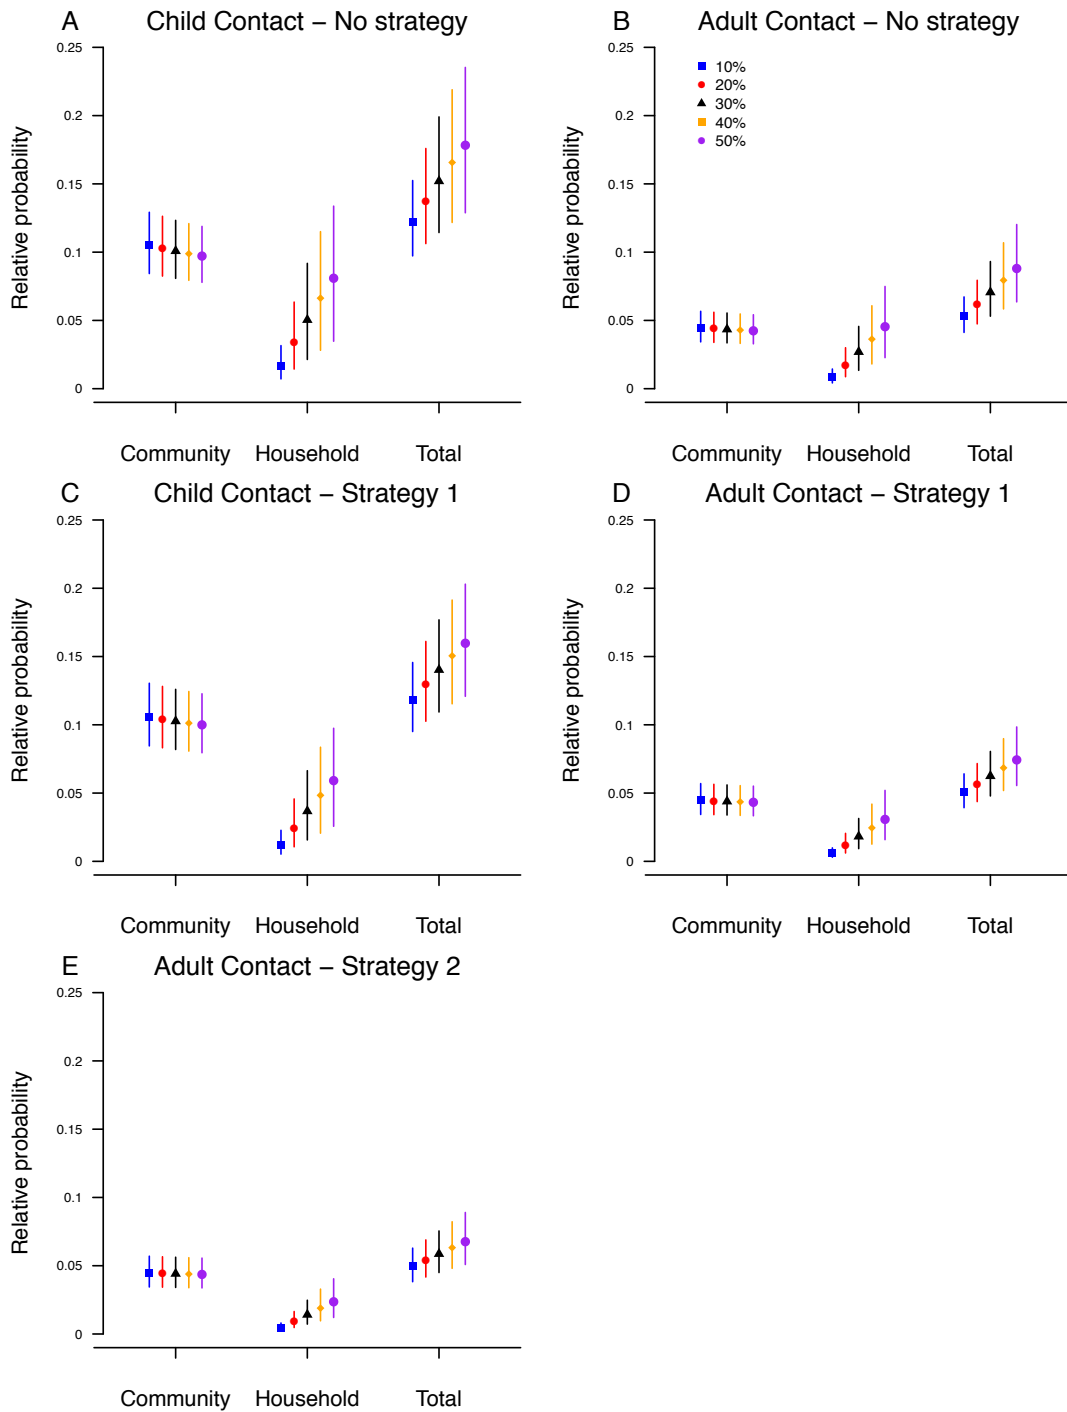 A Child Contact – No strategy
Relative probability
0.25
0.2
0.15
0.1
0.05
0
Community Household Total
B Adult Contact – No strategy
Relative probability
0.25
0.2
0.15
0.1
0.05
0
10%
20%
30%
40%
50%
Community Household Total
C Child Contact – Strategy 1
Relative probability
0.25
0.2
0.15
0.1
0.05
0
Community Household Total
D Adult Contact – Strategy 1
Relative probability
0.25
0.2
0.15
0.1
0.05
0
Community Household Total
E Adult Contact – Strategy 2
Relative probability
0.25
0.2
0.15
0.1
0.05
0
Community Household Total